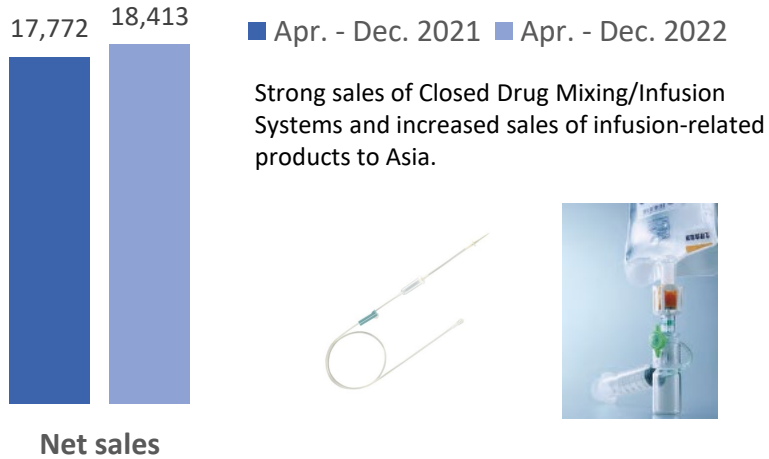 17,772
18,413
Apr. - Dec. 2021
Apr. - Dec. 2022
Strong sales of Closed Drug Mixing/Infusion
Systems and increased sales of infusion-related
products to Asia.
Net sales